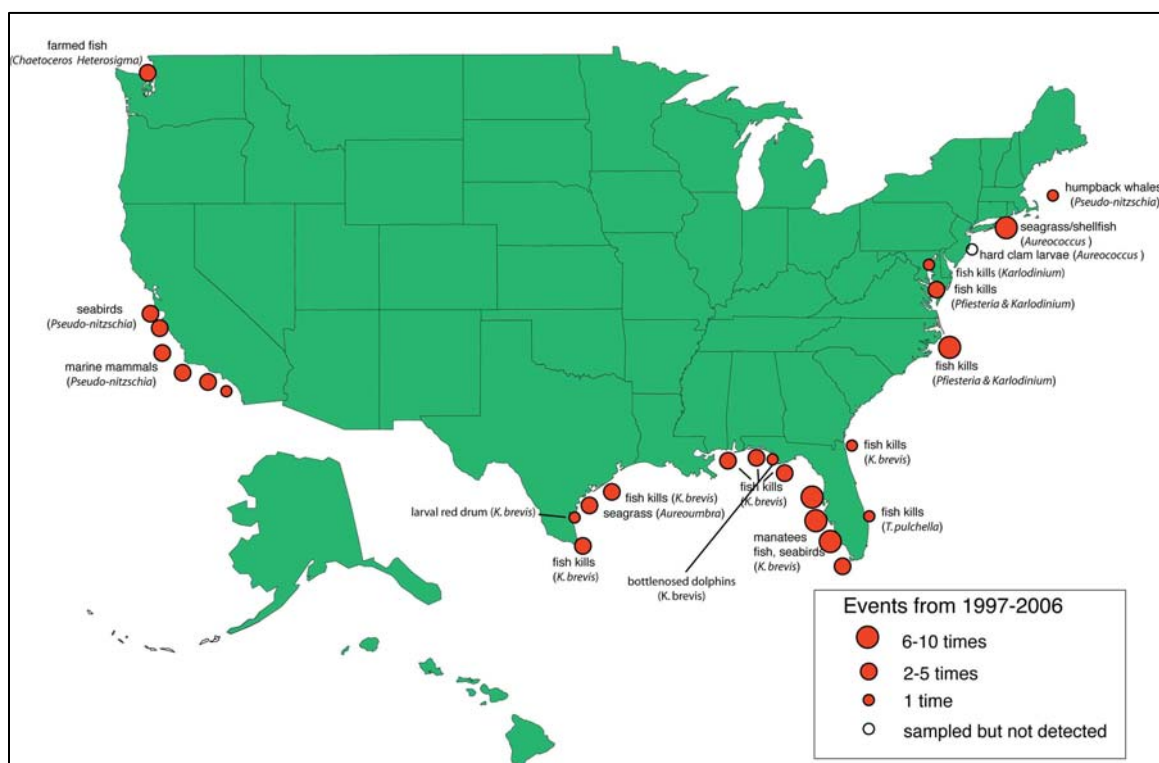 farmed fish
(Chaetoceros Heterosigma)
humpback whales
(Pseudo-nitzschia)
seagrass/shellfish
(Aureococcus )
hard clam larvae (Aureococcus )
fish kills (Karlodinium)
fish kills
(Pfiesteria & Karlodinium)
seabirds
(Pseudo-nitzschia)
marine mammals
(Pseudo-nitzschia)
fish kills
(Pfiesteria & Karlodinium)
fish kills
(K. brevis)
fish kills (K. brevis)
seagrass (Aureoumbra)
larval red drum (K. brevis)
fish kills
(K. brevis)
fish kills
(K. brevis)
fish kills
(T. pulchella)
manatees
fish, seabirds
(K. brevis)
bottlenosed dolphins
(K. brevis)
Events from 1997-2006
6-10 times
2-5 times
1 time
sampled but not detected